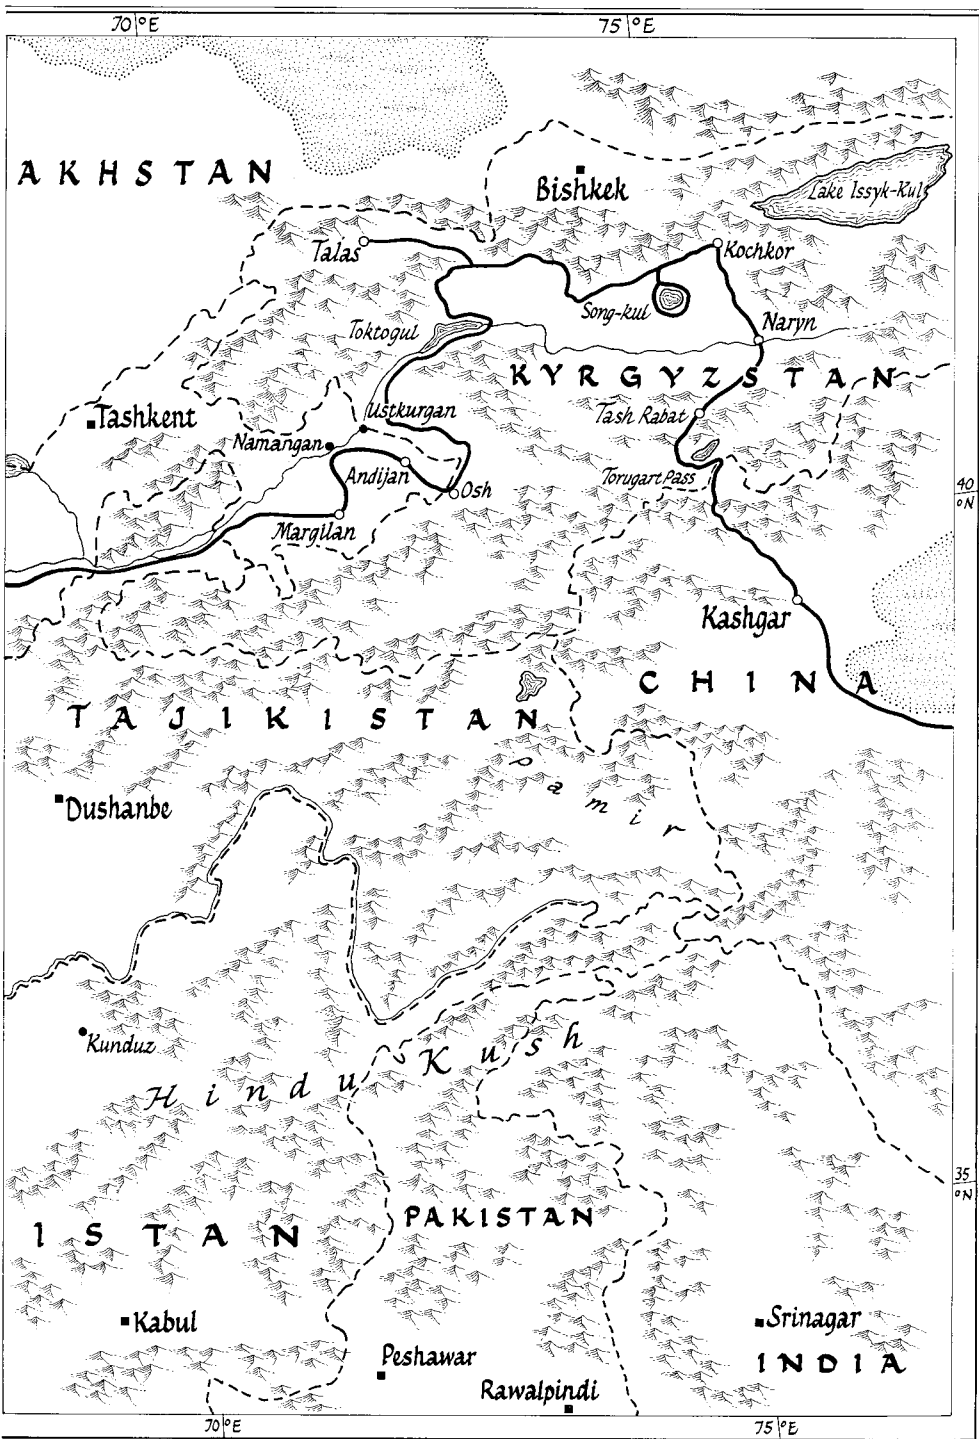 70°E
75°E
AKHSTAN
Bishkek
Lake Issyk-Kul
Talas
Kochkor
Song-kul
Naryn
Toktogul
KYRGYZSTAN
Tashkent
Ustkurgan
Tash Rabat
Namangan
Andijan
Torugart Pass
Osh
40
°N
Margilan
Kashgar
CHINA
TAJIKISTAN
Pamir
Dushanbe
Kunduz
Hindu Kush
35
°N
PAKISTAN
ISTAN
Kabul
Srinagar
Peshawar
INDIA
Rawalpindi
70°E
75°E